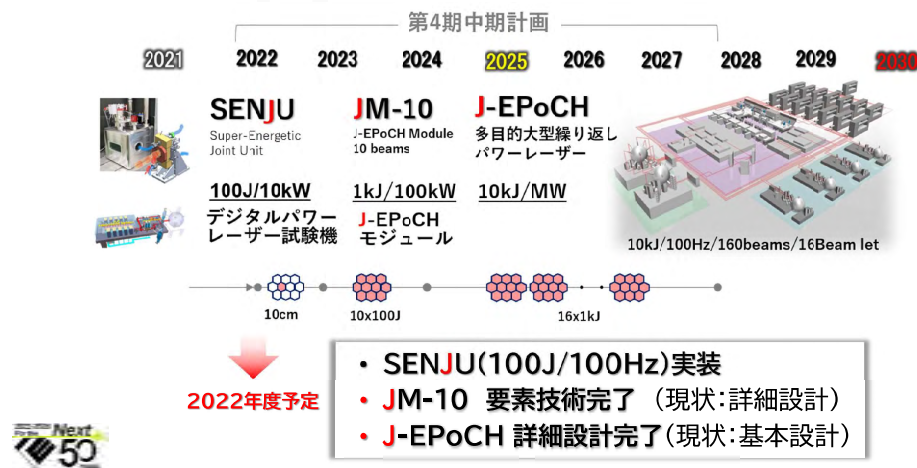 第4期中期計画
2021 2022 2023 2024 2025 2026 2027 2028 2029 2030
SENJU
Super-Energetic
Joint Unit
100J/10kW
デジタルパワー
レーザー試験機
JM-10
J-EPoCH Module
10 beams
1kJ/100kW
J-EPoCH
モジュール
J-EPoCH
多目的大型繰り返し
パワーレーザー
10kJ/MW
10kJ/100Hz/160beams/16Beam let
10cm
10x100J
16x1kJ
2022年度予定
・ SENJU(100J/100Hz)実装
・ JM-10 要素技術完了 (現状:詳細設計)
・ J-EPoCH 詳細設計完了(現状:基本設計)
Next
50